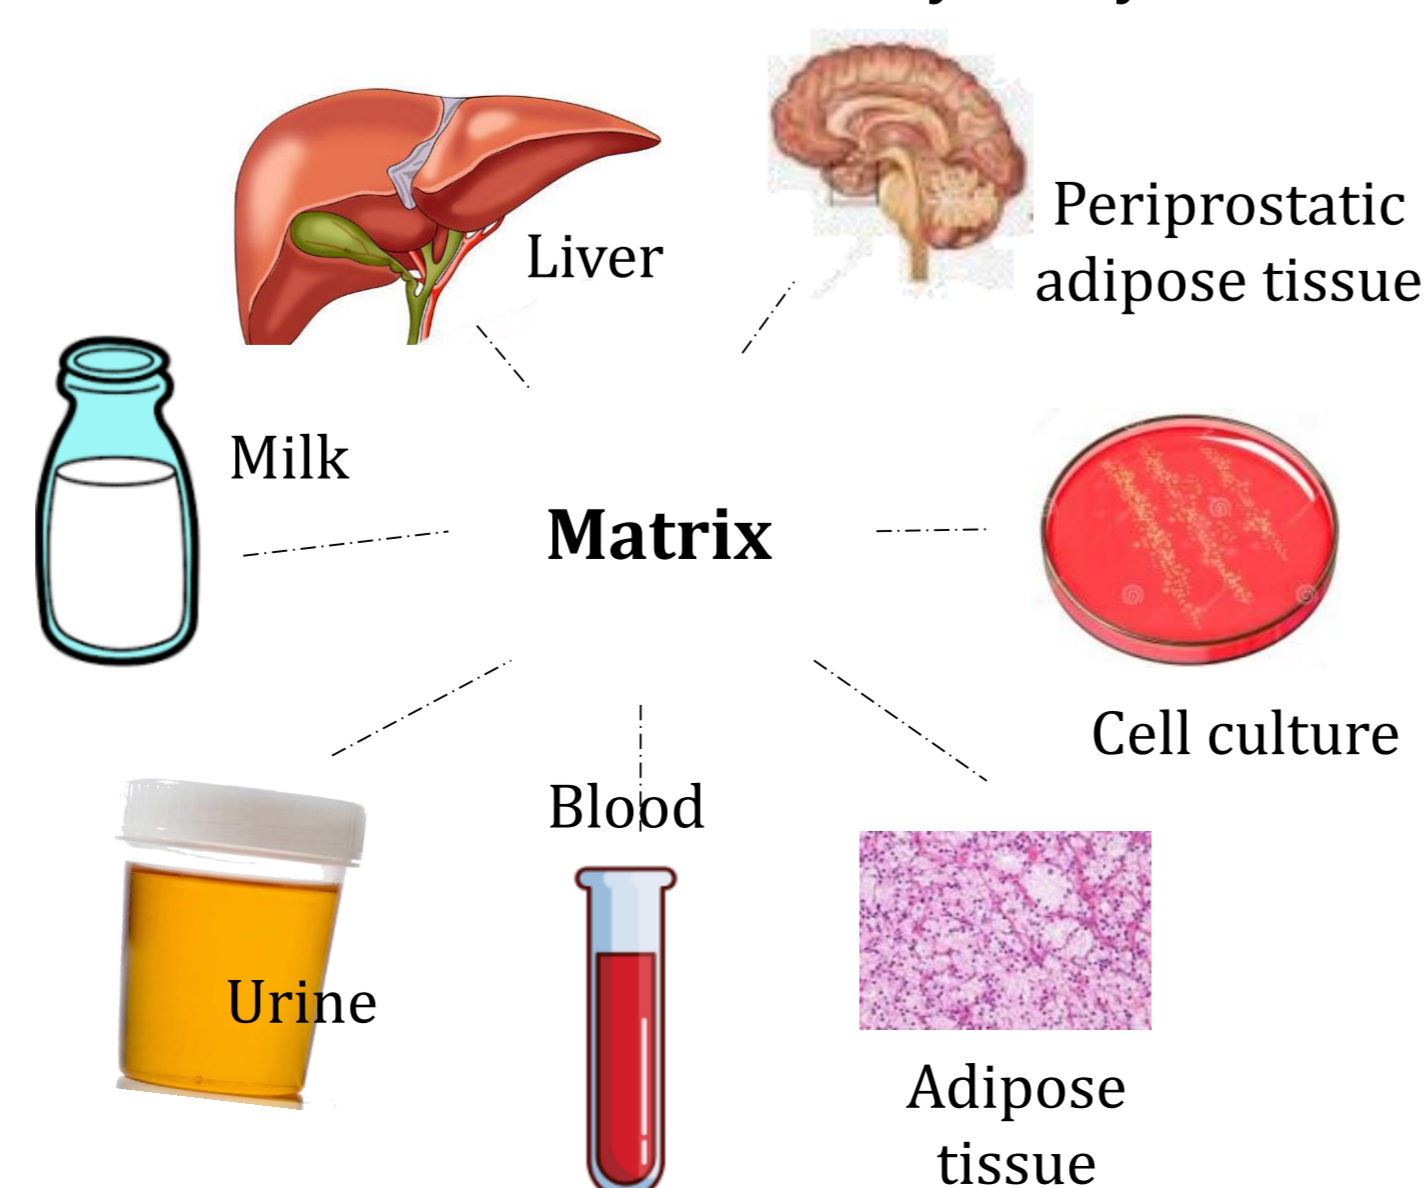 Liver
Periprostatic
adipose tissue
Milk
Matrix
Cell culture
Blood
Urine
Adipose
tissue